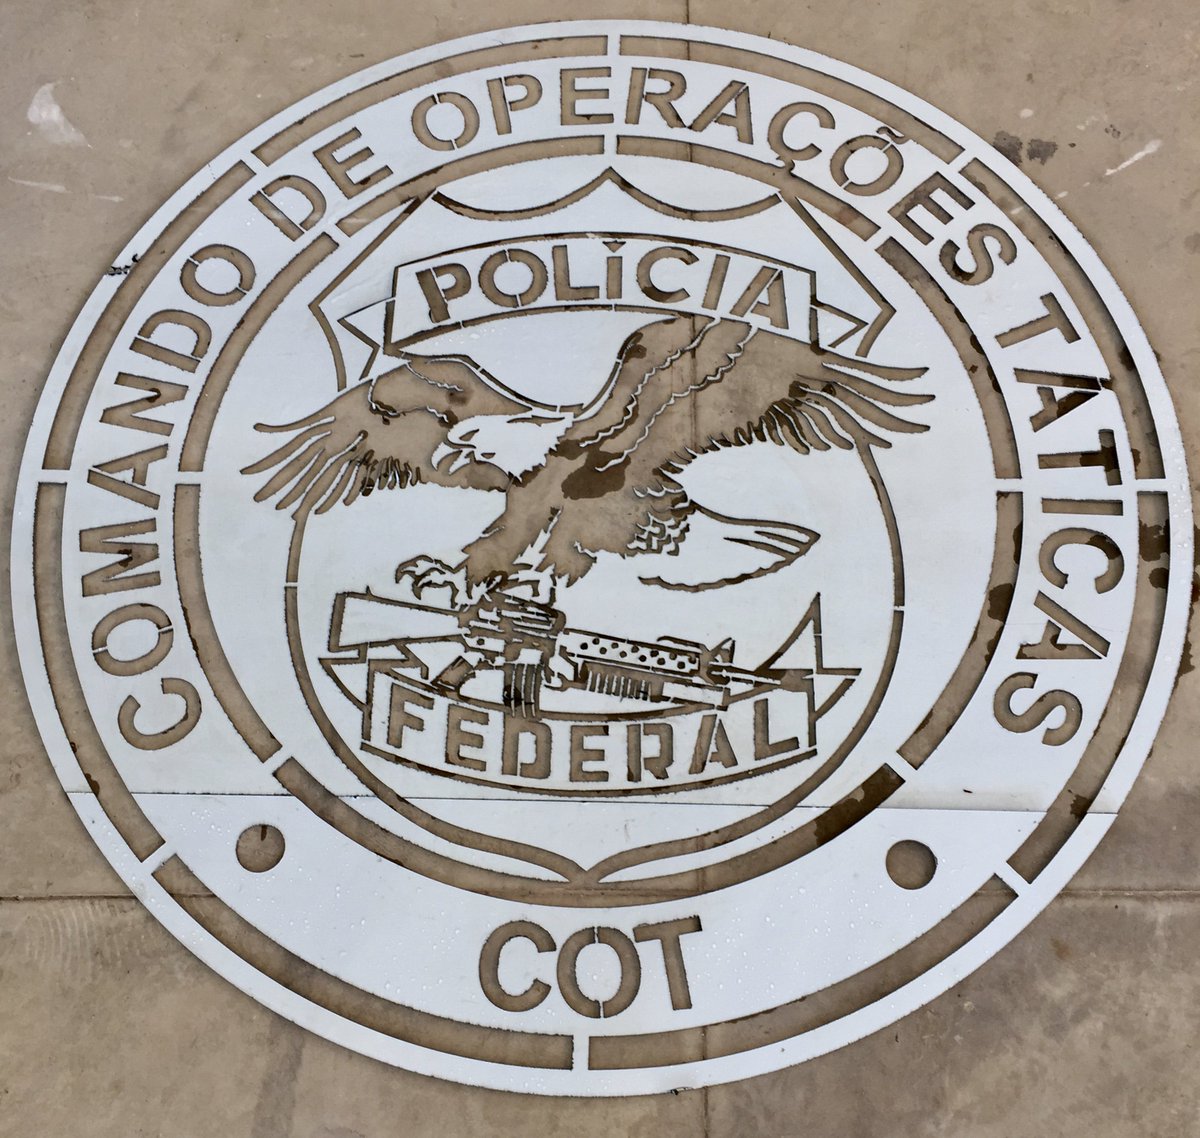 COMANDO DE OPERAÇÕES TATICAS
POLÍCIA
FEDERAL
COT